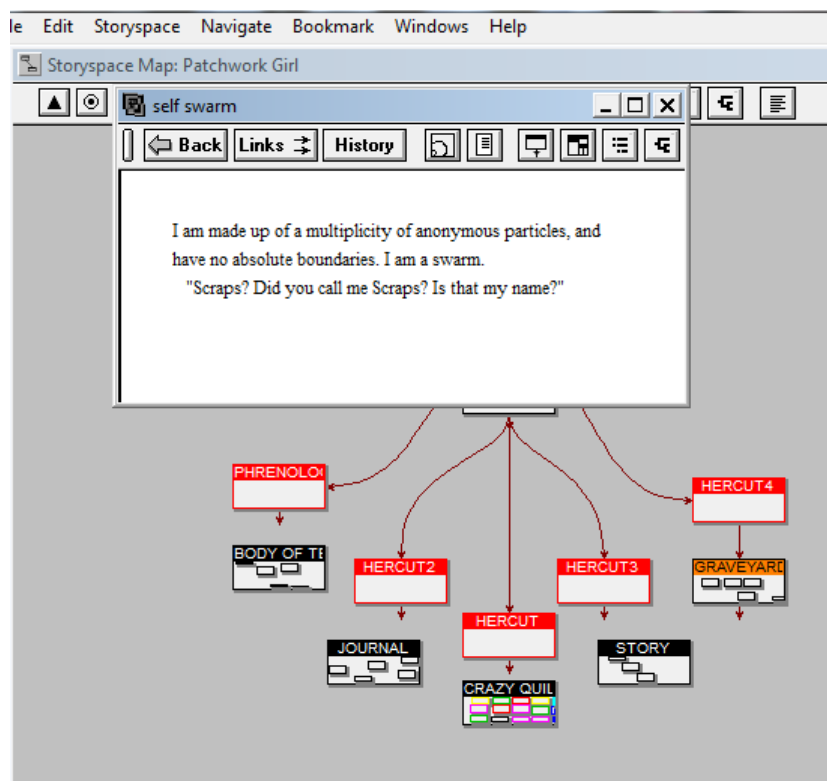 le Edit Storyspace Navigate Bookmark Windows Help
Storyspace Map: Patchwork Girl
self swarm
Back Links History
I am made up of a multiplicity of anonymous particles, and
have no absolute boundaries. I am a swarm.
"Scraps? Did you call me Scraps? Is that my name?"
PHRENOLO
HERCUT4
BODY OF TE
HERCUT2
HERCUT3
GRAVEYARD
HERCUT
JOURNAL
STORY
CRAZY QUIL